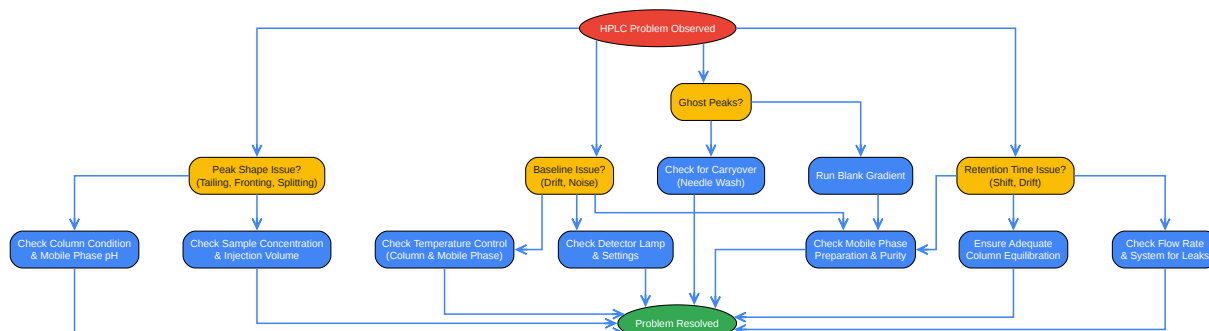 HPLC Problem Observed
Ghost Peaks?
Peak Shape Issue?
(Tailing, Fronting, Splitting)
Baseline Issue?
(Drift, Noise)
Check for Carryover
(Needle Wash)
Run Blank Gradient
Retention Time Issue?
(Shift, Drift)
Check Column Condition
& Mobile Phase pH
Check Sample Concentration
& Injection Volume
Check Temperature Control
(Column & Mobile Phase)
Check Detector Lamp
& Settings
Check Mobile Phase
Preparation & Purity
Ensure Adequate
Column Equilibration
Check Flow Rate
& System for Leaks
Problem Resolved